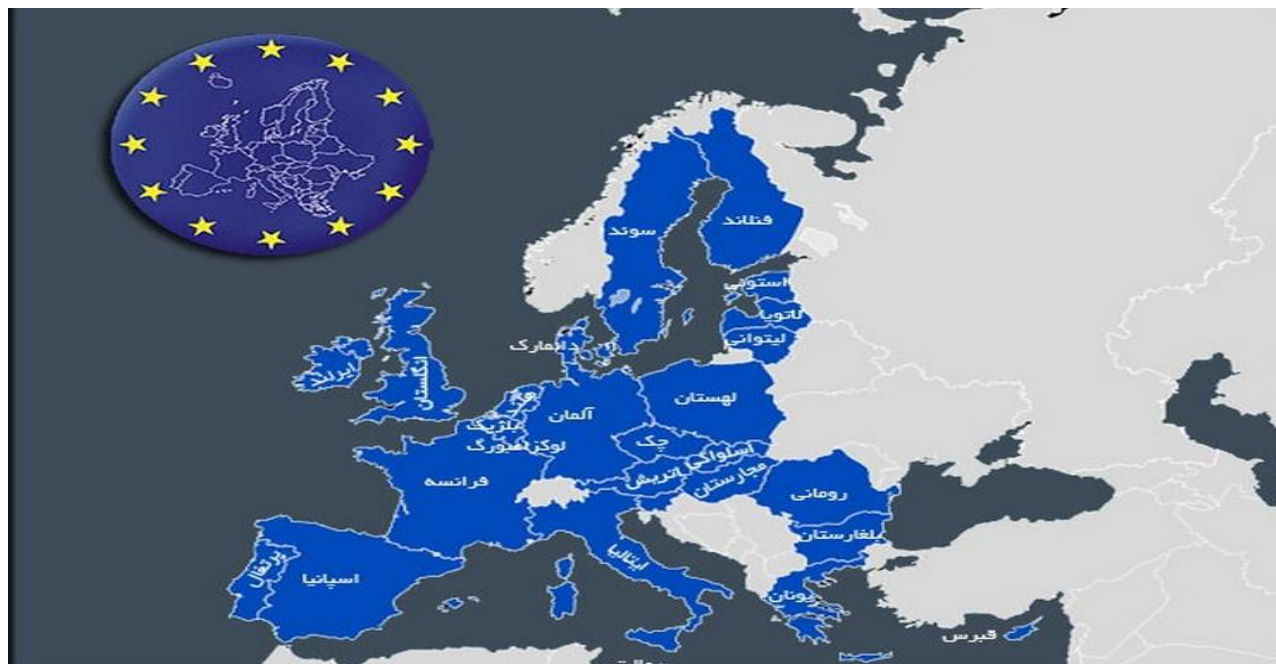 فنلاند
سوئد
استونی
لاتویا
لیتوانی
دانمارک
ایرلند
انگلستان
لهستان
آلمان
بلژیک
چک
لوکزامبورگ
اسلواکی
اتریش
مجارستان
فرانسه
رومانی
بلغارستان
ایتالیا
پرتغال
اسپانیا
یونان
قبرس